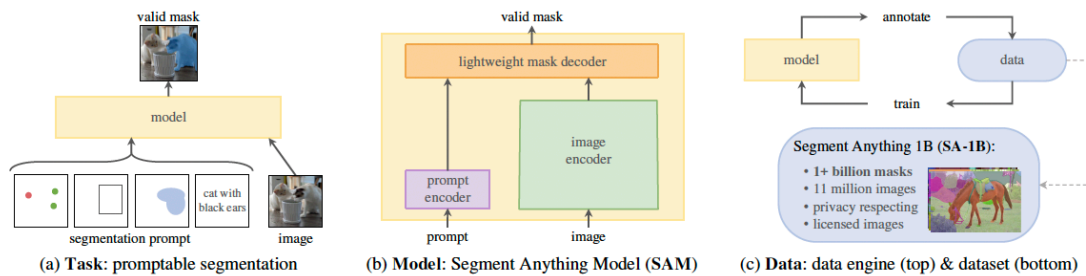 valid mask
model
cat with
black ears
segmentation prompt
image
(a) Task: promptable segmentation
valid mask
lightweight mask decoder
image
encoder
prompt
encoder
prompt
image
(b) Model: Segment Anything Model (SAM)
annotate
model
data
train
Segment Anything 1B (SA-1B):
• 1+ billion masks
• 11 million images
• privacy respecting
• licensed images
(c) Data: data engine (top) & dataset (bottom)